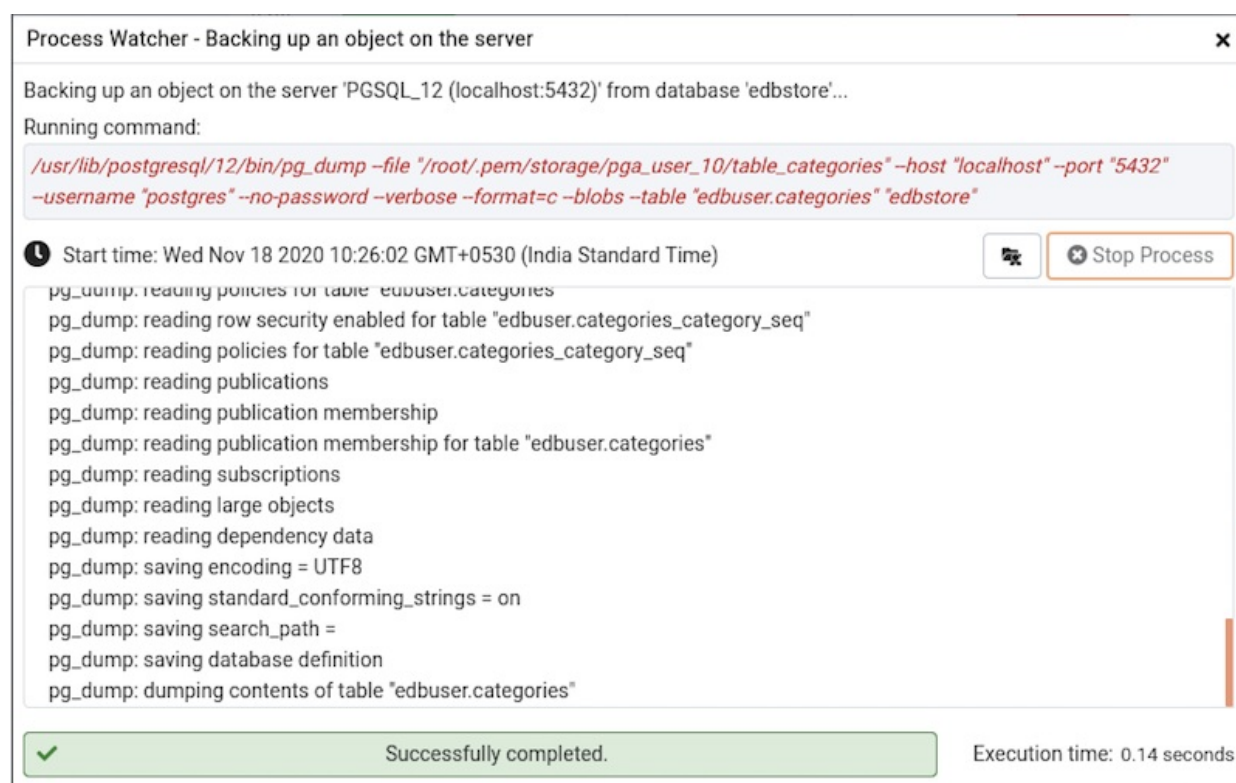 Process Watcher - Backing up an object on the server
Backing up an object on the server 'PGSQL_12 (localhost:5432)' from database 'edbstore'...
Running command:
/usr/lib/postgresql/12/bin/pg_dump --file "/root/.pem/storage/pga_user_10/table_categories" --host "localhost" --port "5432"
--username "postgres" --no-password --verbose --format=c --blobs --table "edbuser.categories" "edbstore"
Start time: Wed Nov 18 2020 10:26:02 GMT+0530 (India Standard Time)
Stop Process
pg_dump: reading policies for table "edbuser.categories"
pg_dump: reading row security enabled for table "edbuser.categories_category_seq"
pg_dump: reading policies for table "edbuser.categories_category_seq"
pg_dump: reading publications
pg_dump: reading publication membership
pg_dump: reading publication membership for table "edbuser.categories"
pg_dump: reading subscriptions
pg_dump: reading large objects
pg_dump: reading dependency data
pg_dump: saving encoding = UTF8
pg_dump: saving standard_conforming_strings = on
pg_dump: saving search_path =
pg_dump: saving database definition
pg_dump: dumping contents of table "edbuser.categories"
Successfully completed.
Execution time: 0.14 seconds